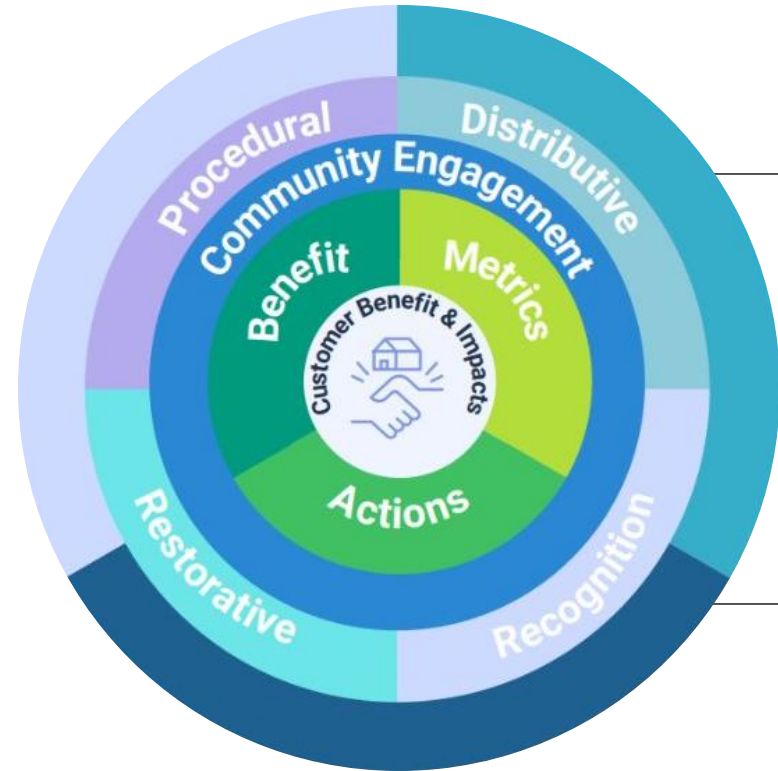 Procedural
Distributive
Community Engagement
Benefit
Metrics
Customer Benefit & Impacts
Actions
Restorative
Recognition